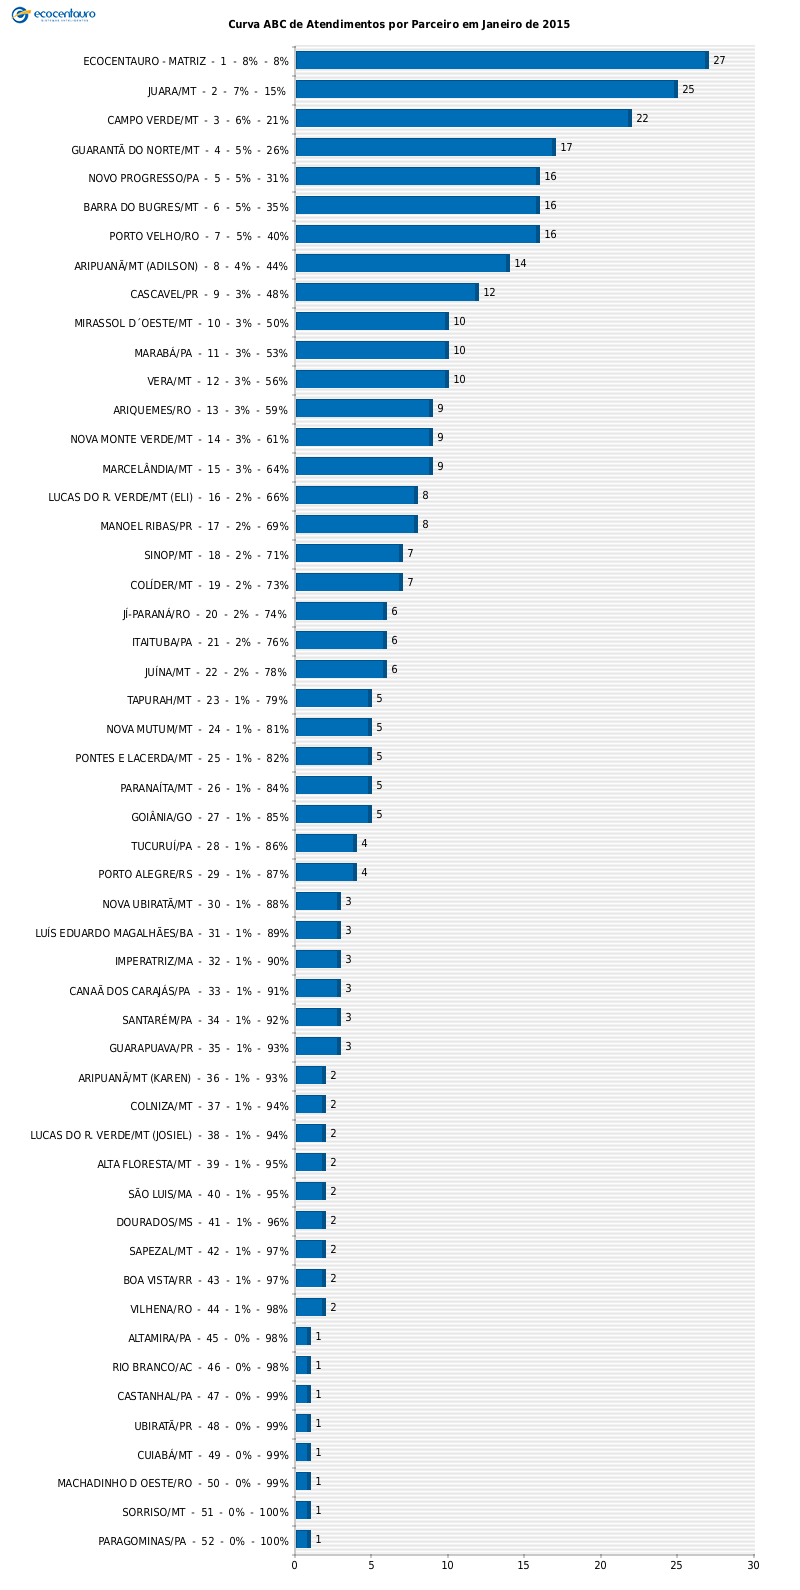 ecocentauro
Curva ABC de Atendimentos por Parceiro em Janeiro de 2015
ECOCENTAURO - MATRIZ - 1 - 8% - 8% 27
JUARA/MT - 2 - 7% - 15% 25
CAMPO VERDE/MT - 3 - 6% - 21% 22
GUARANTÃ DO NORTE/MT - 4 - 5% - 26% 17
NOVO PROGRESSO/PA - 5 - 5% - 31% 16
BARRA DO BUGRES/MT - 6 - 5% - 35% 16
PORTO VELHO/RO - 7 - 5% - 40% 16
ARIPUANÃ/MT (ADILSON) - 8 - 4% - 44% 14
CASCAVEL/PR - 9 - 3% - 48% 12
MIRASSOL D´OESTE/MT - 10 - 3% - 50% 10
MARABÁ/PA - 11 - 3% - 53% 10
VERA/MT - 12 - 3% - 56% 10
ARIQUEMES/RO - 13 - 3% - 59% 9
NOVA MONTE VERDE/MT - 14 - 3% - 61% 9
MARCELÂNDIA/MT - 15 - 3% - 64% 9
LUCAS DO R. VERDE/MT (ELI) - 16 - 2% - 66% 8
MANOEL RIBAS/PR - 17 - 2% - 69% 8
SINOP/MT - 18 - 2% - 71% 7
COLÍDER/MT - 19 - 2% - 73% 7
JÍ-PARANÁ/RO - 20 - 2% - 74% 6
ITAITUBA/PA - 21 - 2% - 76% 6
JUÍNA/MT - 22 - 2% - 78% 6
TAPURAH/MT - 23 - 1% - 79% 5
NOVA MUTUM/MT - 24 - 1% - 81% 5
PONTES E LACERDA/MT - 25 - 1% - 82% 5
PARANAÍTA/MT - 26 - 1% - 84% 5
GOIÂNIA/GO - 27 - 1% - 85% 5
TUCURUÍ/PA - 28 - 1% - 86% 4
PORTO ALEGRE/RS - 29 - 1% - 87% 4
NOVA UBIRATÃ/MT - 30 - 1% - 88% 3
LUÍS EDUARDO MAGALHÃES/BA - 31 - 1% - 89% 3
IMPERATRIZ/MA - 32 - 1% - 90% 3
CANAÃ DOS CARAJÁS/PA - 33 - 1% - 91% 3
SANTARÉM/PA - 34 - 1% - 92% 3
GUARAPUAVA/PR - 35 - 1% - 93% 3
ARIPUANÃ/MT (KAREN) - 36 - 1% - 93% 2
COLNIZA/MT - 37 - 1% - 94% 2
LUCAS DO R. VERDE/MT (JOSIEL) - 38 - 1% - 94% 2
ALTA FLORESTA/MT - 39 - 1% - 95% 2
SÃO LUIS/MA - 40 - 1% - 95% 2
DOURADOS/MS - 41 - 1% - 96% 2
SAPEZAL/MT - 42 - 1% - 97% 2
BOA VISTA/RR - 43 - 1% - 97% 2
VILHENA/RO - 44 - 1% - 98% 2
ALTAMIRA/PA - 45 - 0% - 98% 1
RIO BRANCO/AC - 46 - 0% - 98% 1
CASTANHAL/PA - 47 - 0% - 99% 1
UBIRATÃ/PR - 48 - 0% - 99% 1
CUIABÁ/MT - 49 - 0% - 99% 1
MACHADINHO D OESTE/RO - 50 - 0% - 99% 1
SORRISO/MT - 51 - 0% - 100% 1
PARAGOMINAS/PA - 52 - 0% - 100% 1
0 5 10 15 20 25 30